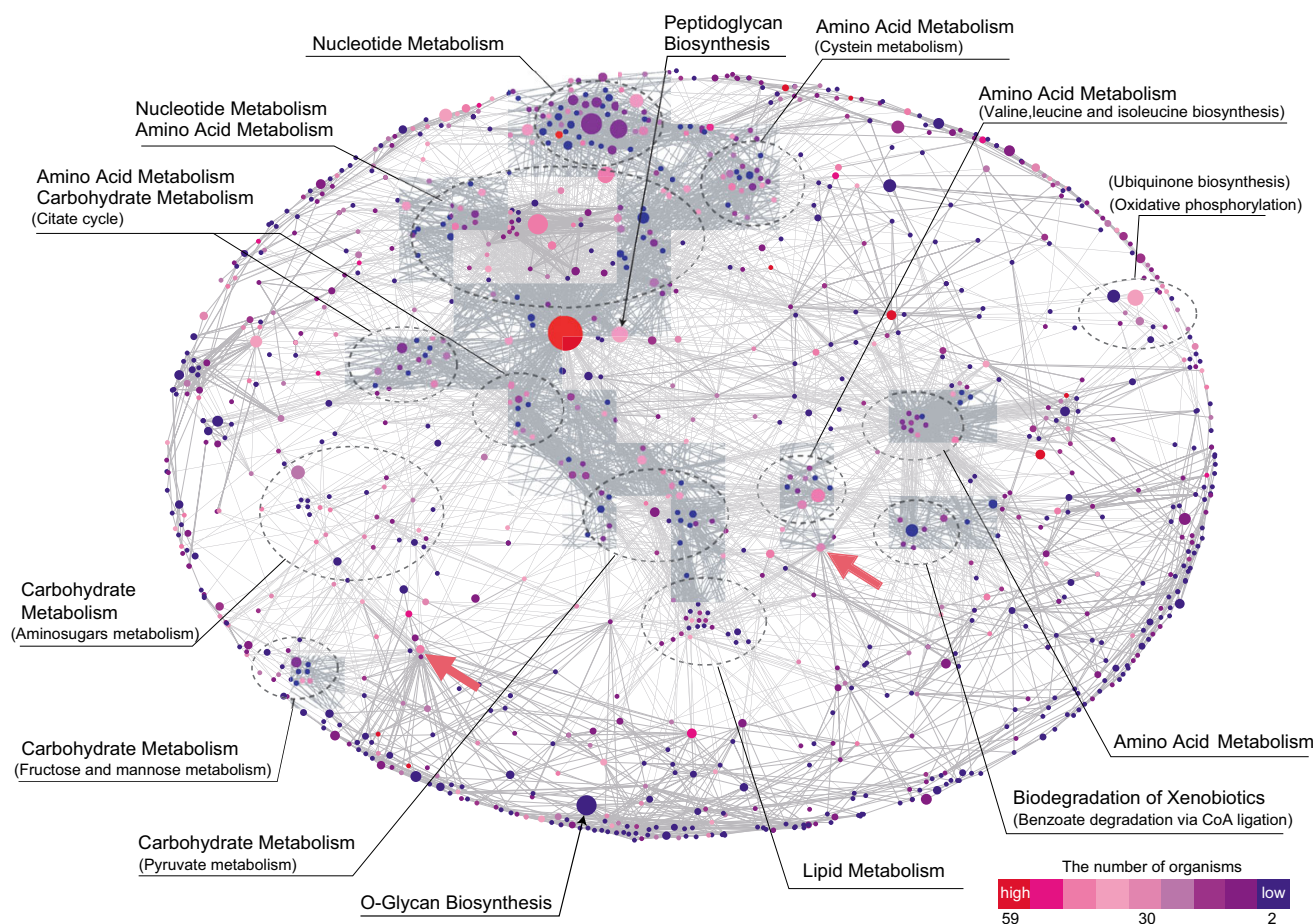 Nucleotide Metabolism
Peptidoglycan
Biosynthesis
Amino Acid Metabolism
(Cystein metabolism)
Nucleotide Metabolism
Amino Acid Metabolism
Amino Acid Metabolism
(Valine,leucine and isoleucine biosynthesis)
Amino Acid Metabolism
Carbohydrate Metabolism
(Citate cycle)
(Ubiquinone biosynthesis)
(Oxidative phosphorylation)
Carbohydrate
Metabolism
(Aminosugars metabolism)
Carbohydrate Metabolism
(Fructose and mannose metabolism)
Amino Acid Metabolism
Biodegradation of Xenobiotics
(Benzoate degradation via CoA ligation)
Carbohydrate Metabolism
(Pyruvate metabolism)
Lipid Metabolism
O-Glycan Biosynthesis
The number of organisms
high low
59 30 2